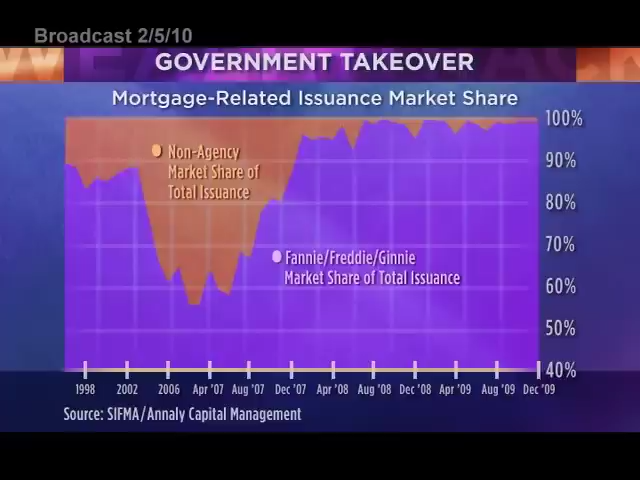 Broadcast 2/5/10
GOVERNMENT TAKEOVER
Mortgage-Related Issuance Market Share
100%
Non-Agency
Market Share of
Total Issuance
90%
80%
70%
Fannie/Freddie/Ginnie
Market Share of Total Issuance
60%
50%
40%
1998 2002 2006 Apr '07 Aug '07 Dec '07 Apr '08 Aug '08 Dec '08 Apr '09 Aug '09 Dec '09
Source: SIFMA/Annaly Capital Management